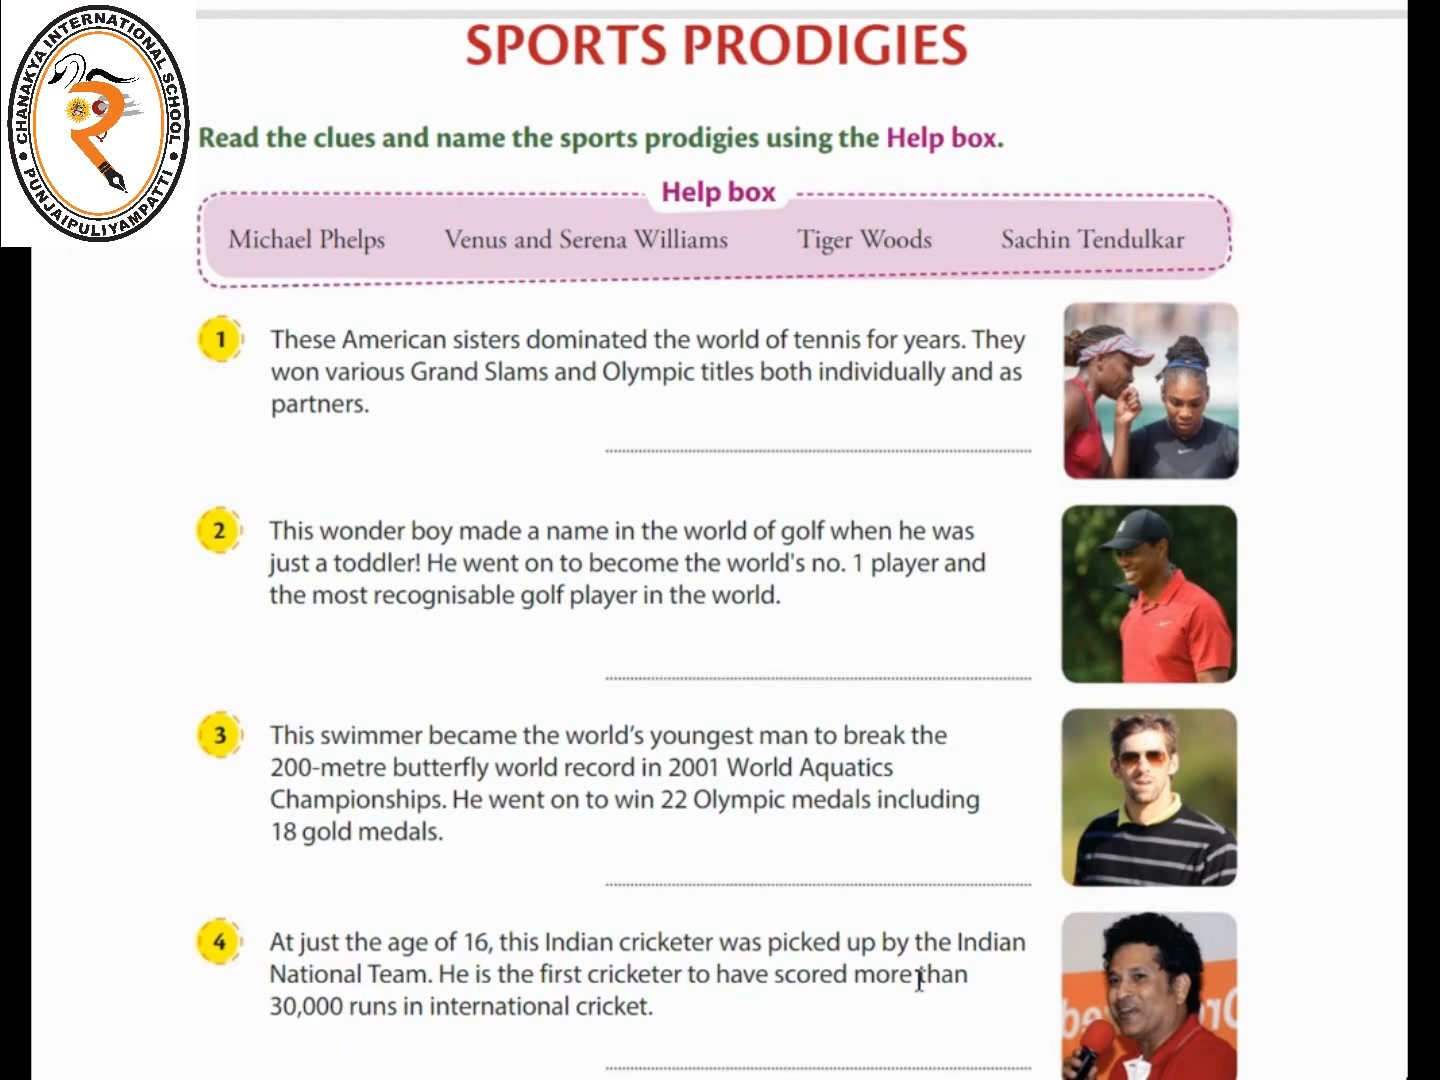 CHANAKYA INTERNATIONAL SCHOOL
PUNJAIPULIYAMPATTI
SPORTS PRODIGIES
Read the clues and name the sports prodigies using the Help box.
Help box
Michael Phelps Venus and Serena Williams Tiger Woods Sachin Tendulkar
1 These American sisters dominated the world of tennis for years. They
won various Grand Slams and Olympic titles both individually and as
partners.
2 This wonder boy made a name in the world of golf when he was
just a toddler! He went on to become the world's no. 1 player and
the most recognisable golf player in the world.
3 This swimmer became the world’s youngest man to break the
200-metre butterfly world record in 2001 World Aquatics
Championships. He went on to win 22 Olympic medals including
18 gold medals.
4 At just the age of 16, this Indian cricketer was picked up by the Indian
National Team. He is the first cricketer to have scored more than
30,000 runs in international cricket.